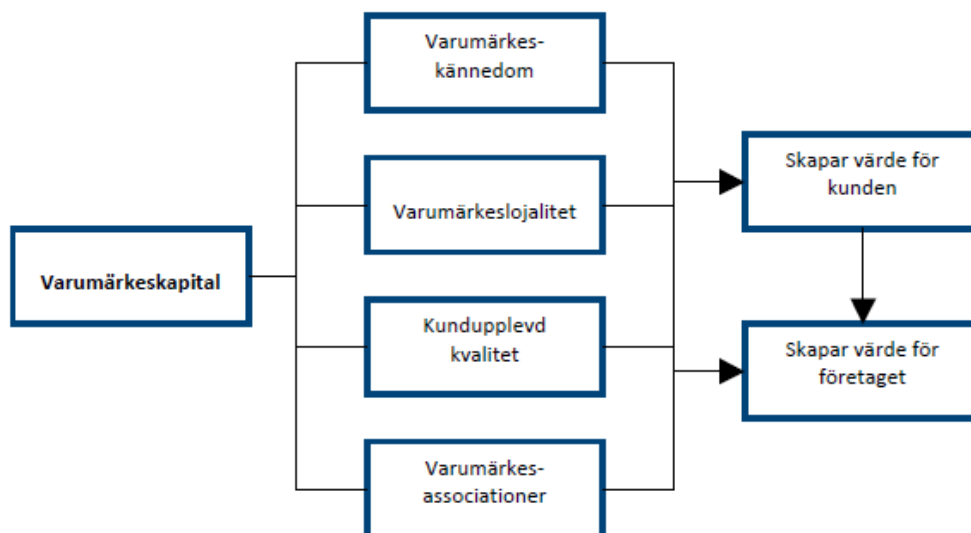 Varumärkes-
kännedom
Skapar värde för
kunden
Varumärkeslojalitet
Varumärkeskapital
Kundupplevd
kvalitet
Skapar värde för
företaget
Varumärkes-
associationer